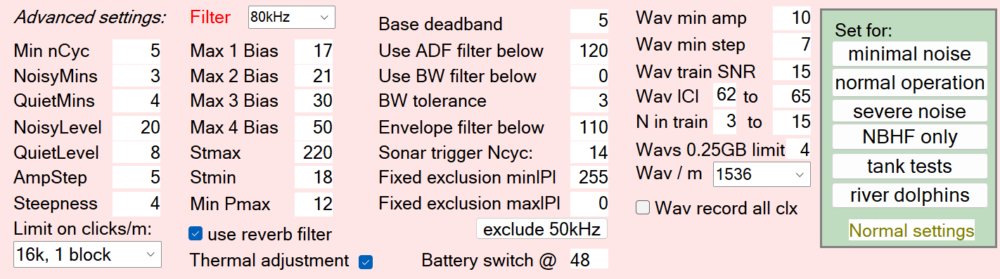 Advanced settings:
Min nCyc 5
NoisyMins 3
QuietMins 4
NoisyLevel 20
QuietLevel 8
AmpStep 5
Steepness 4
Limit on clicks/m:
16k, 1 block
Filter 80kHz
Max 1 Bias 17
Max 2 Bias 21
Max 3 Bias 30
Max 4 Bias 50
Stmax 220
Stmin 18
Min Pmax 12
use reverb filter
Thermal adjustment
Base deadband 5
Use ADF filter below 120
Use BW filter below 0
BW tolerance 3
Envelope filter below 110
Sonar trigger Ncyc: 14
Fixed exclusion minIPI 255
Fixed exclusion maxIPI 0
exclude 50kHz
Battery switch @ 48
Wav min amp 10
Wav min step 7
Wav train SNR 15
Wav ICI 62 to 65
N in train 3 to 15
Wavs 0.25GB limit 4
Wav / m 1536
Wav record all clx
Set for:
minimal noise
normal operation
severe noise
NBHF only
tank tests
river dolphins
Normal settings